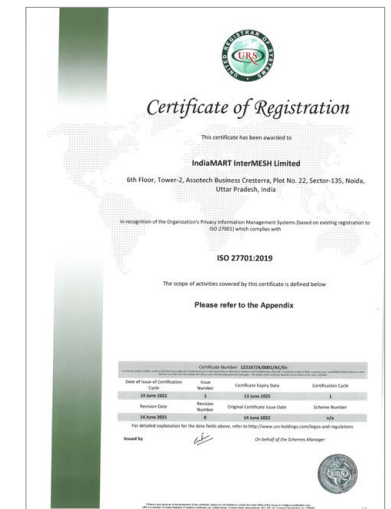 UNITED REGISTRAR OF SYSTEMS
URS
Certificate of Registration
This certificate has been awarded to
IndiaMART InterMESH Limited
6th Floor, Tower-2, Assotech Business Cresterra, Plot No. 22, Sector-135, Noida,
Uttar Pradesh, India
in recognition of the Organization's Privacy Information Management Systems (based on existing registration to
ISO 27001) which complies with
ISO 27701:2019
The scope of activities covered by this certificate is defined below
Please refer to the Appendix
Certificate Number
Date of Issue of Certification Cycle
Issue Number
Certificate Expiry Date
Certification Cycle
14 June 2022
1
13 June 2025
1
Revision Date
Revision Number
Original Certificate Issue Date
Scheme Number
14 June 2022
0
14 June 2022
n/a
For detailed explanation for the data fields above, refer to http://www.urs-holdings.com/logos-and-regulations
Issued by
On behalf of the Schemes Manager